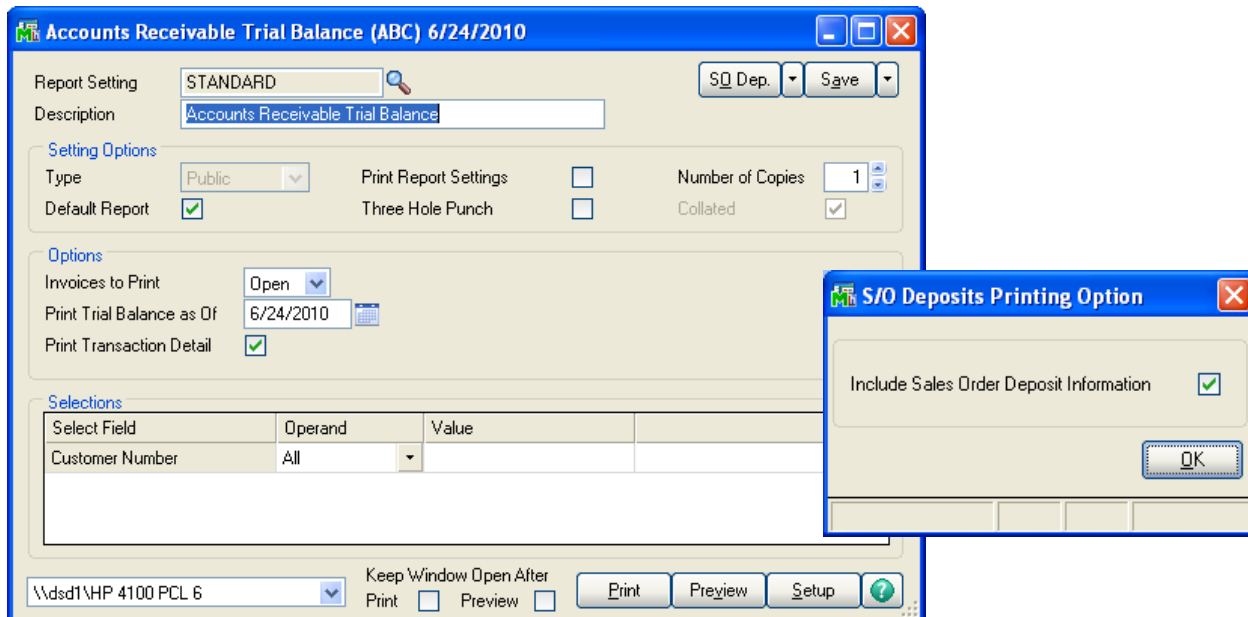 Accounts Receivable Trial Balance (ABC) 6/24/2010
Report Setting STANDARD SO Dep. Save
Description Accounts Receivable Trial Balance
Setting Options
Type Public Print Report Settings Number of Copies 1
Default Report Three Hole Punch Collated
Options
Invoices to Print Open
Print Trial Balance as Of 6/24/2010
Print Transaction Detail
Selections
Select Field Operand Value
Customer Number All
\\dsd1\HP 4100 PCL 6 Keep Window Open After
Print Preview Print Preview Setup
S/O Deposits Printing Option
Include Sales Order Deposit Information
OK